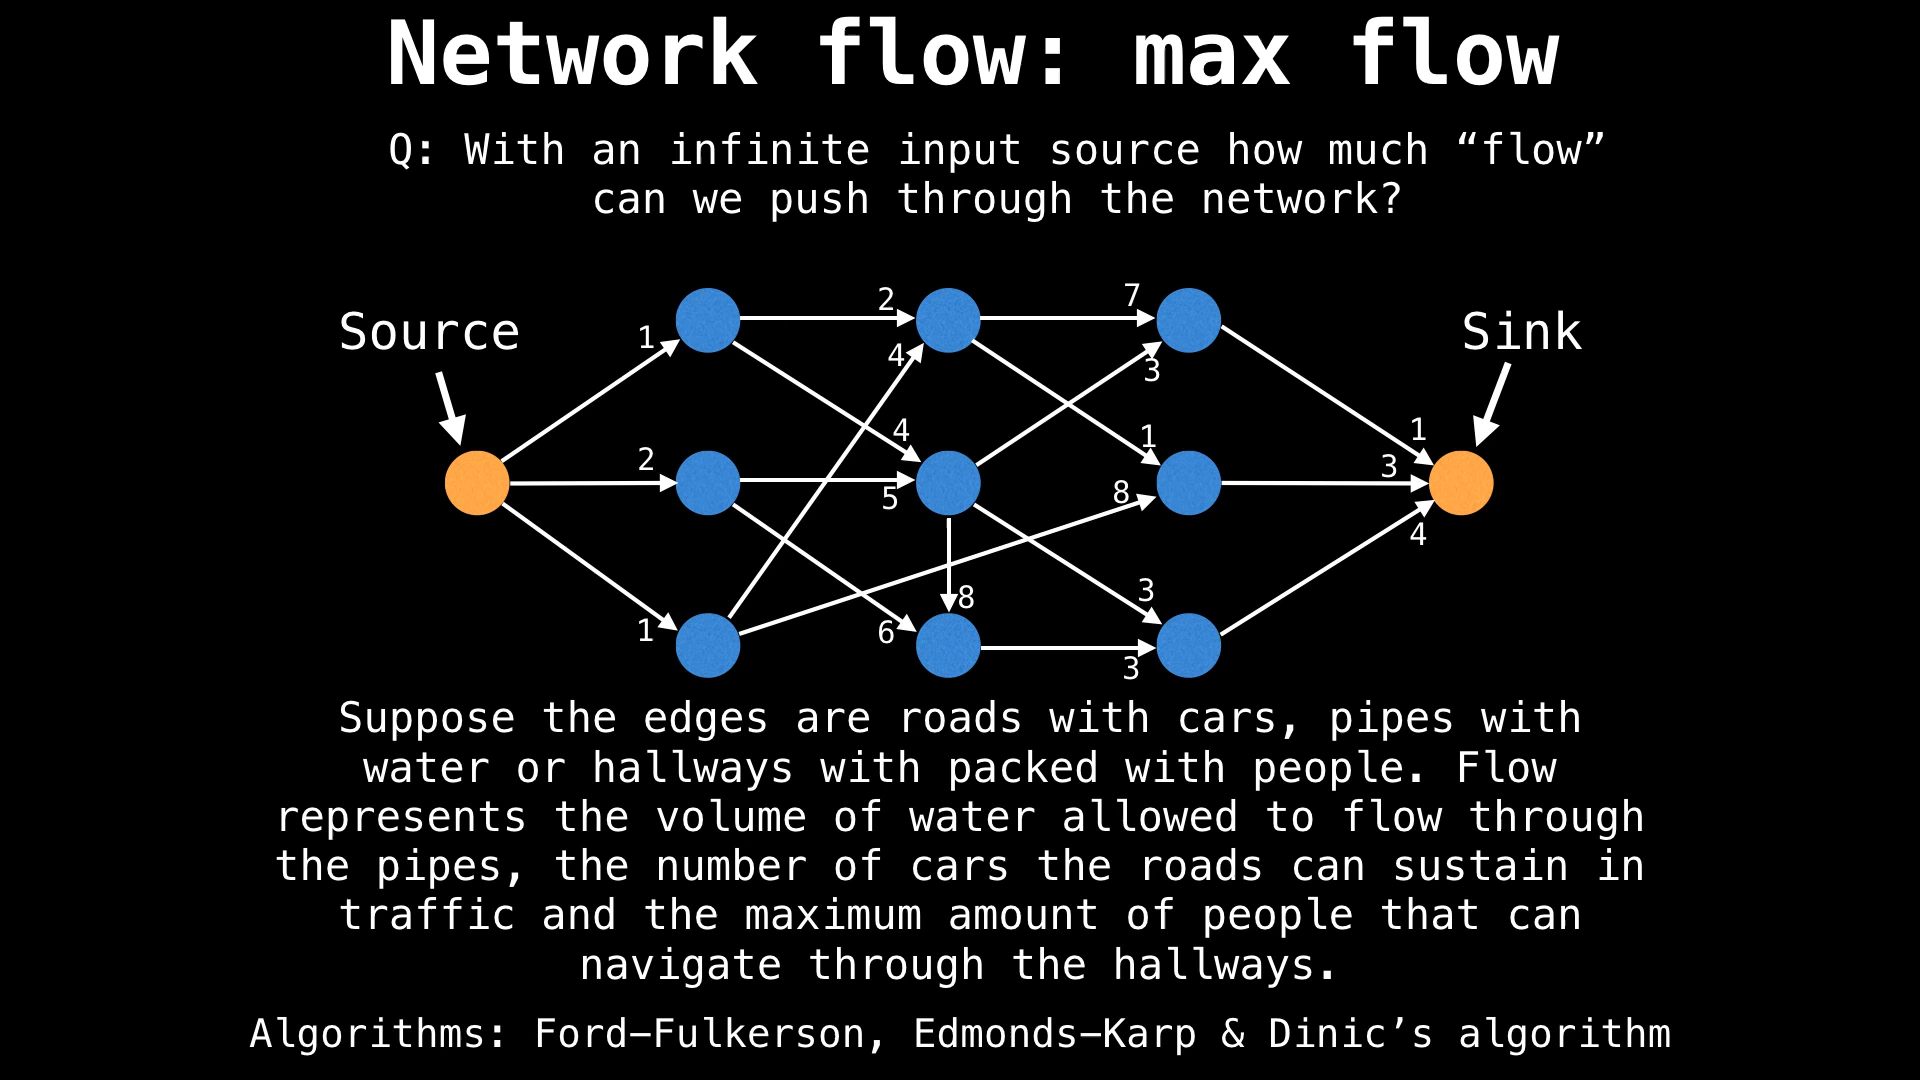 Network flow: max flow
Q: With an infinite input source how much “flow”
can we push through the network?
Source
Sink
1
2
7
4
3
4
1
1
2
3
5
8
8
3
4
1
6
3
Suppose the edges are roads with cars, pipes with
water or hallways with packed with people. Flow
represents the volume of water allowed to flow through
the pipes, the number of cars the roads can sustain in
traffic and the maximum amount of people that can
navigate through the hallways.
Algorithms: Ford–Fulkerson, Edmonds–Karp & Dinic’s algorithm